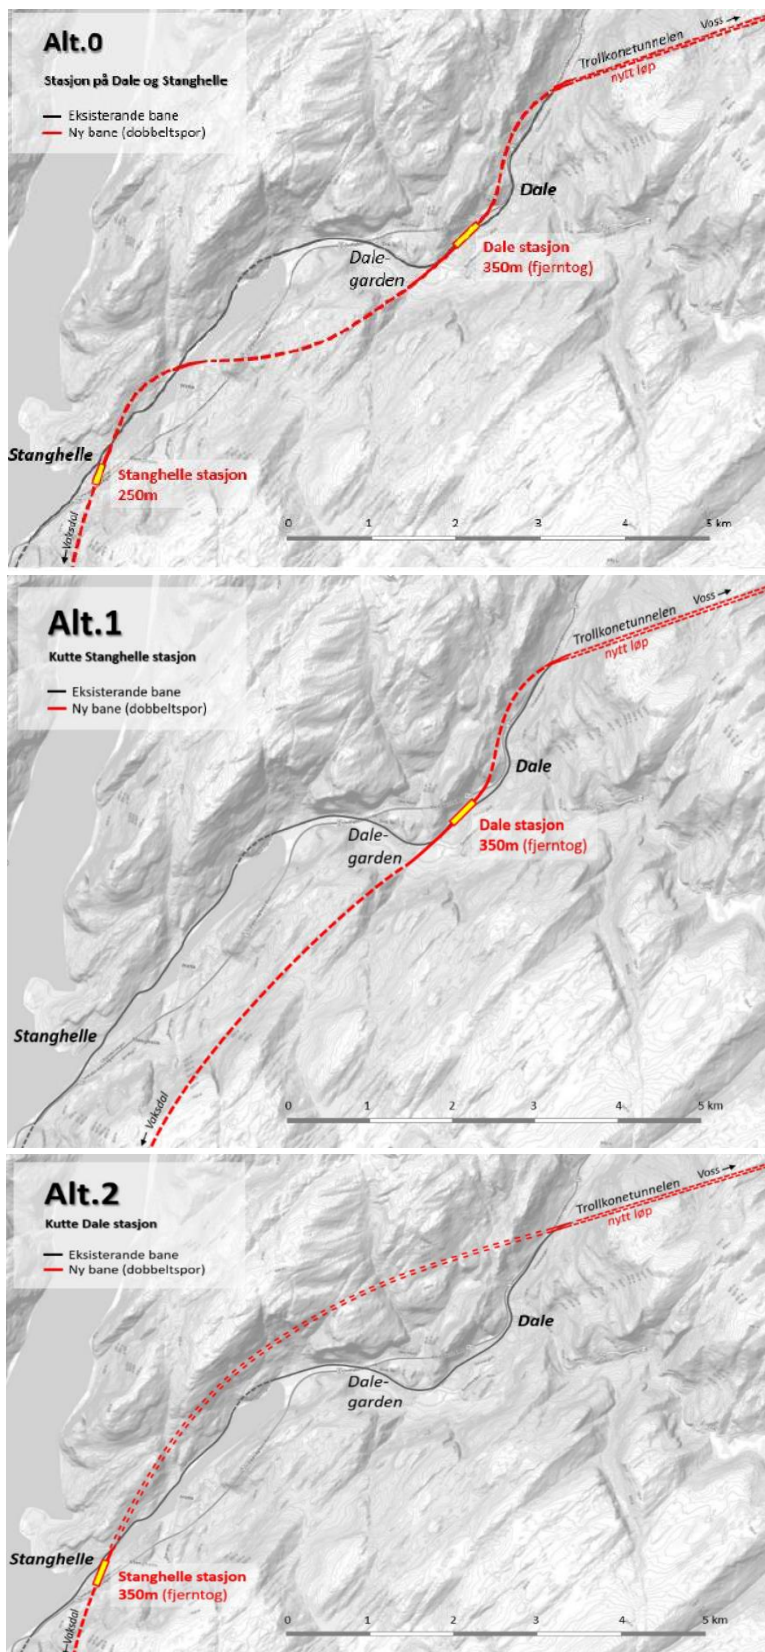 Alt.0
Stasjon på Dale og Stanghelle
Eksisterande bane
Ny bane (dobbeltspor)
Voss
Trollkonetunnelen
nytt løp
Dale
Dale stasjon
350m (fjerntog)
Dale-
garden
Stanghelle
Stanghelle stasjon
250m
Vaksdal
0 1 2 3 4 5 km
Alt.1
Kutte Stanghelle stasjon
Eksisterande bane
Ny bane (dobbeltspor)
Voss
Trollkonetunnelen
nytt løp
Dale
Dale stasjon
350m (fjerntog)
Dale-
garden
Stanghelle
Vaksdal
0 1 2 3 4 5 km
Alt.2
Kutte Dale stasjon
Eksisterande bane
Ny bane (dobbeltspor)
Voss
Trollkonetunnelen
nytt løp
Dale
Dale-
garden
Stanghelle
Stanghelle stasjon
350m (fjerntog)
Vaksdal
0 1 2 3 4 5 km